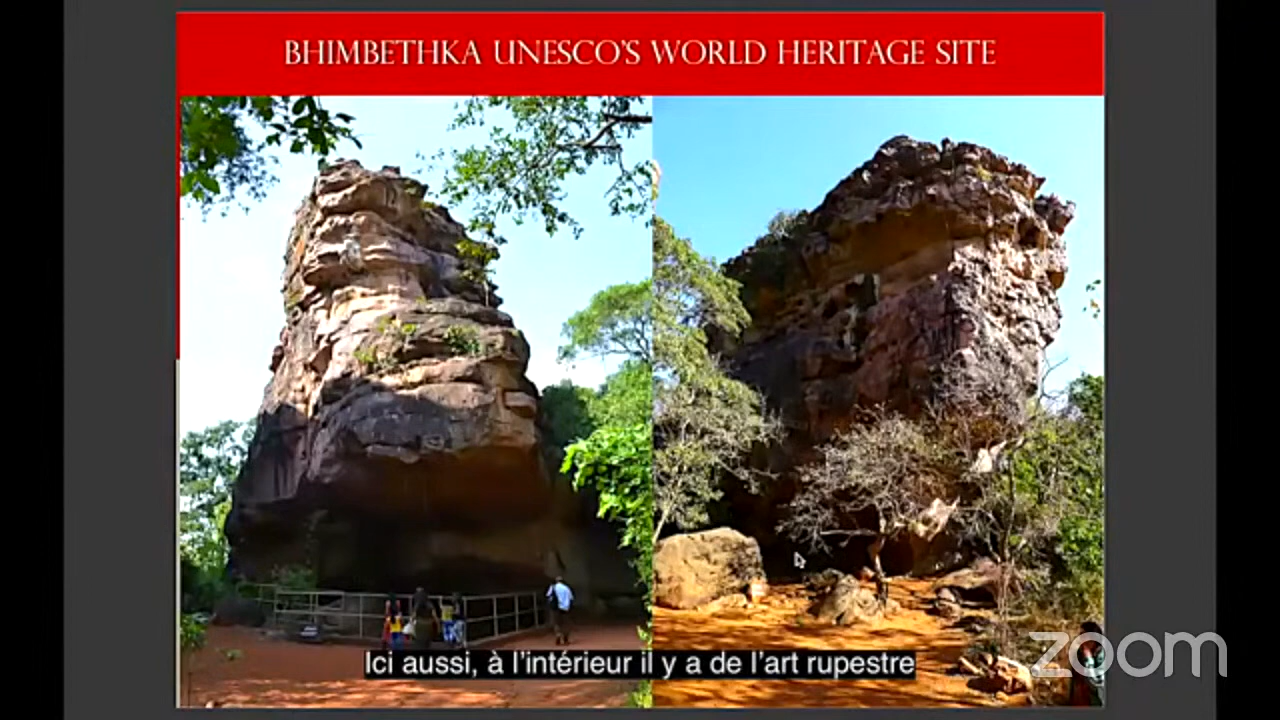 BHIMBETHKA UNESCO'S WORLD HERITAGE SITE
Ici aussi, à l'intérieur il y a de l'art rupestre
zoom